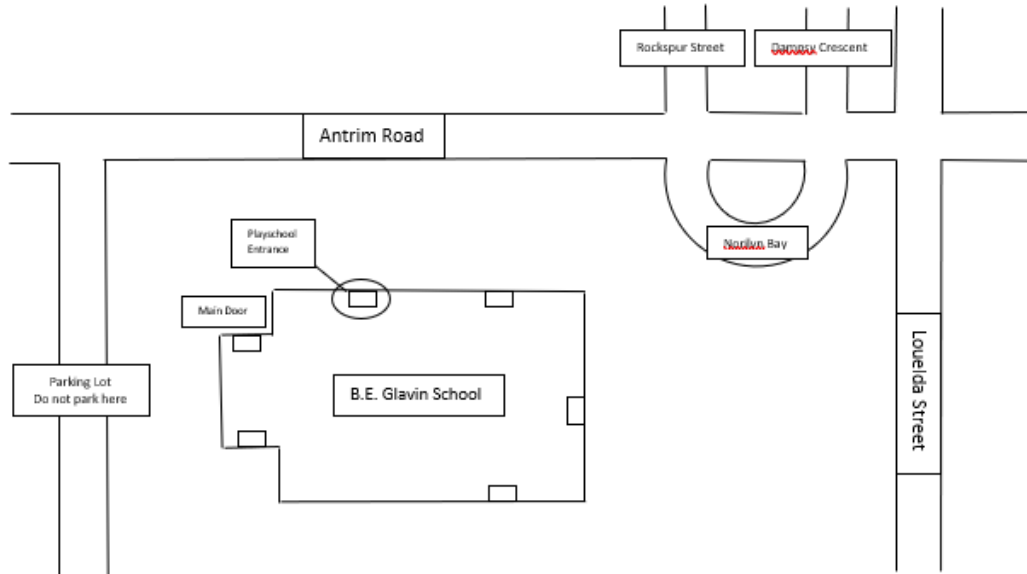 Rockspur Street
Dampsy Crescent
Antrim Road
Playschool
Entrance
Norilyn Bay
Main Door
Louelda Street
Parking Lot
Do not park here
B.E. Glavin School